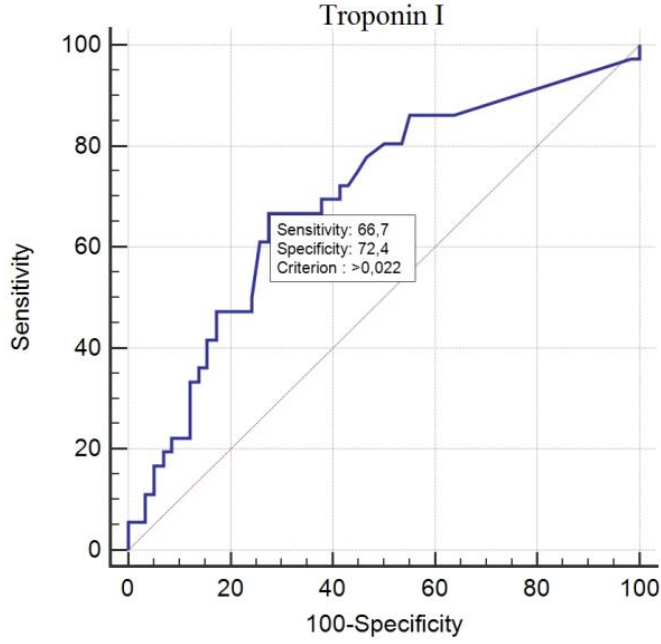 Troponin I
100
80
60
40
20
0
Sensitivity
Sensitivity: 66,7
Specificity: 72,4
Criterion : >0,022
0 20 40 60 80 100
100-Specificity